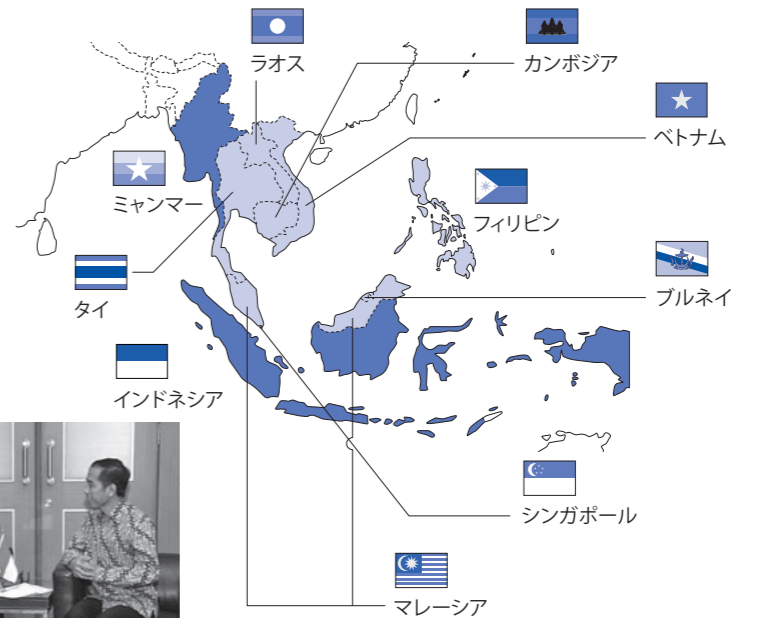 ラオス
カンボジア
ベトナム
ミャンマー
フィリピン
タイ
ブルネイ
インドネシア
シンガポール
マレーシア